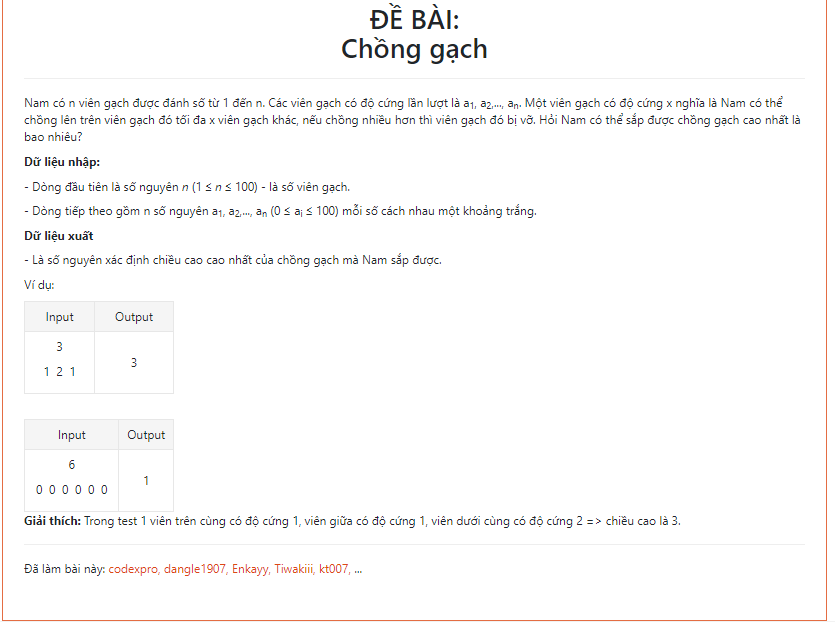 ĐỀ BÀI:
Chồng gạch
Nam có n viên gạch được đánh số từ 1 đến n. Các viên gạch có độ cứng lần lượt là a1, a2,..., an. Một viên gạch có độ cứng x nghĩa là Nam có thể
chồng lên trên viên gạch đó tối đa x viên gạch khác, nếu chồng nhiều hơn thì viên gạch đó bị vỡ. Hỏi Nam có thể sắp được chồng gạch cao nhất là
bao nhiêu?
Dữ liệu nhập:
- Dòng đầu tiên là số nguyên n (1 ≤ n ≤ 100) - là số viên gạch.
- Dòng tiếp theo gồm n số nguyên a1, a2,..., an (0 ≤ ai ≤ 100) mỗi số cách nhau một khoảng trắng.
Dữ liệu xuất
- Là số nguyên xác định chiều cao cao nhất của chồng gạch mà Nam sắp được.
Ví dụ:
Input Output
3
1 2 1
3
Input Output
6
0 0 0 0 0 0
1
Giải thích: Trong test 1 viên trên cùng có độ cứng 1, viên giữa có độ cứng 1, viên dưới cùng có độ cứng 2 => chiều cao là 3.
Đã làm bài này: codexpro, dangle1907, Enkayy, Tiwakiii, kt007, ...